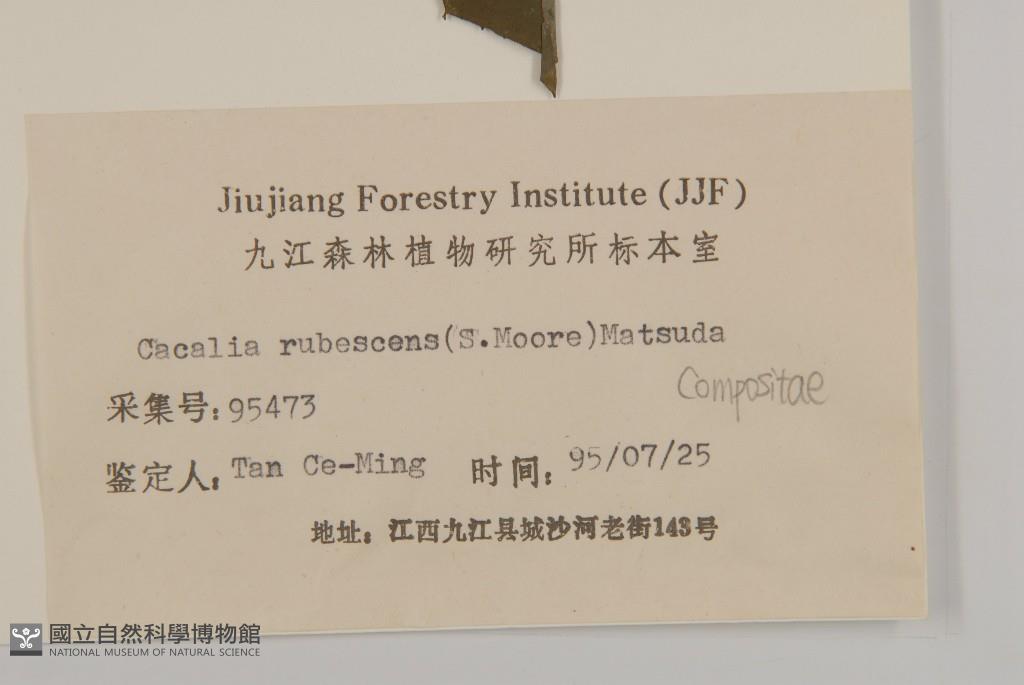 Jiujiang Forestry Institute (JJF)
九江森林植物研究所标本室
Cacalia rubescens(S.Moore)Matsuda
Compositae
采集号:95473
鉴定人:Tan Ce-Ming 时间:95/07/25
地址:江西九江县城沙河老街143号
國立自然科學博物館
NATIONAL MUSEUM OF NATURAL SCIENCE